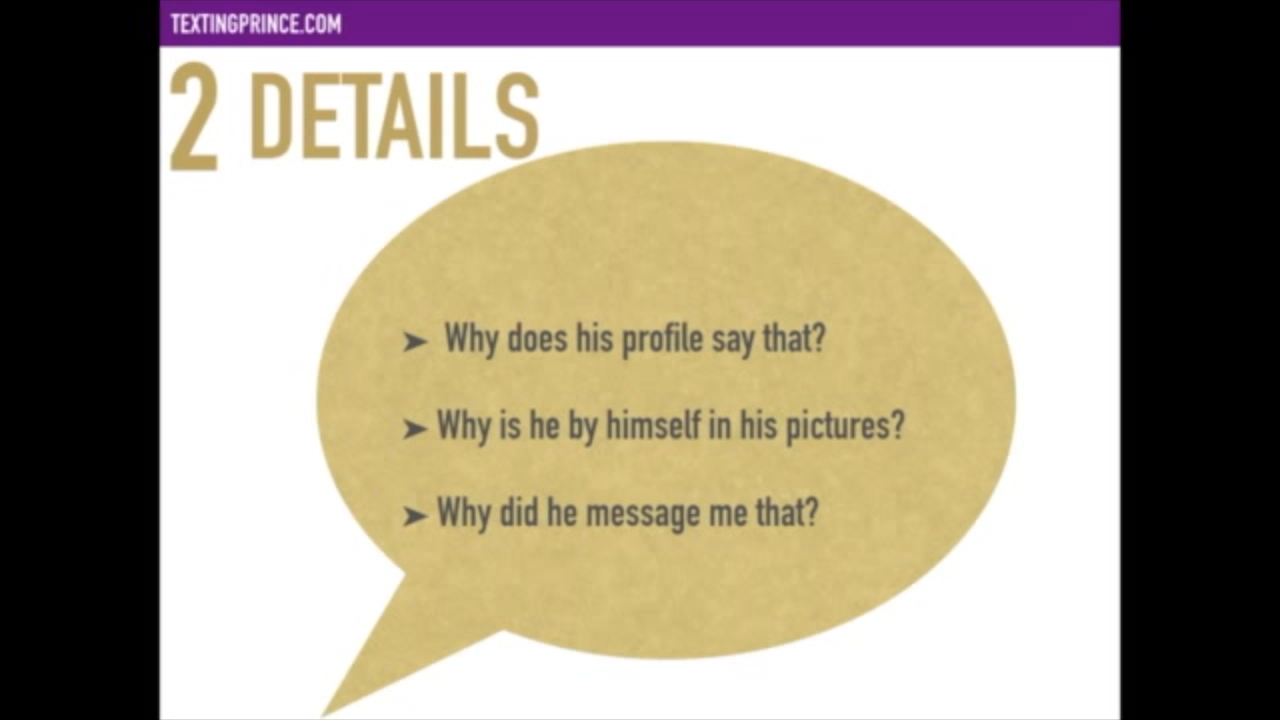 TEXTINGPRINCE.COM
2 DETAILS
➤ Why does his profile say that?
➤ Why is he by himself in his pictures?
➤ Why did he message me that?